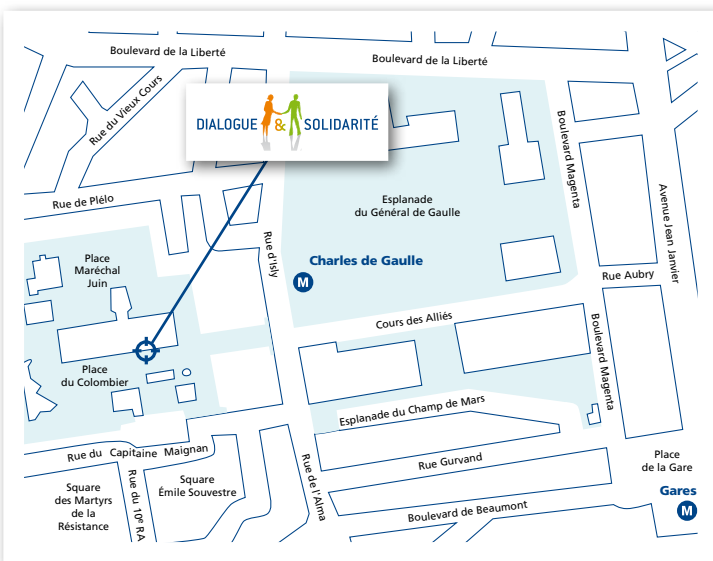 Boulevard de la Liberté
Boulevard de la Liberté
Rue du Vieux Cours
DIALOGUE & SOLIDARITÉ
Boulevard Magenta
Rue de Plélo
Esplanade
du Général de Gaulle
Avenue Jean Janvier
Rue d'Isly
Place
Maréchal
Juin
Charles de Gaulle
M
Rue Aubry
Cours des Alliés
Boulevard Magenta
Place
du Colombier
Esplanade du Champ de Mars
Rue du Capitaine Maignan
Rue Gurvand
Place
de la Gare
Rue de l'Alma
Square
Émile Souvestre
Square
des Martyrs
de la
Résistance
Rue du 10e RA
Gares
M
Boulevard de Beaumont